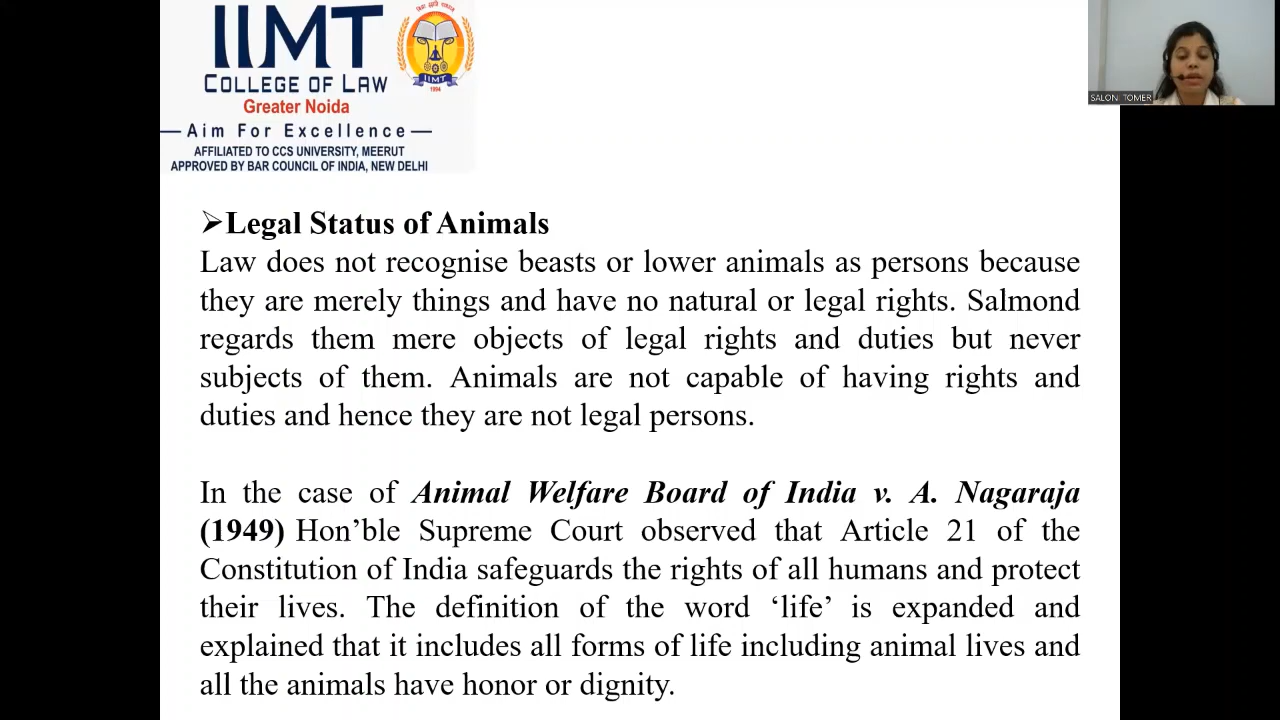 IIMT
COLLEGE OF LAW
IIMT
1994
Greater Noida
—Aim For Excellence—
AFFILIATED TO CCS UNIVERSITY, MEERUT
APPROVED BY BAR COUNCIL OF INDIA, NEW DELHI
SALONI TOMER
➢Legal Status of Animals
Law does not recognise beasts or lower animals as persons because
they are merely things and have no natural or legal rights. Salmond
regards them mere objects of legal rights and duties but never
subjects of them. Animals are not capable of having rights and
duties and hence they are not legal persons.
In the case of Animal Welfare Board of India v. A. Nagaraja
(1949) Hon’ble Supreme Court observed that Article 21 of the
Constitution of India safeguards the rights of all humans and protect
their lives. The definition of the word ‘life’ is expanded and
explained that it includes all forms of life including animal lives and
all the animals have honor or dignity.